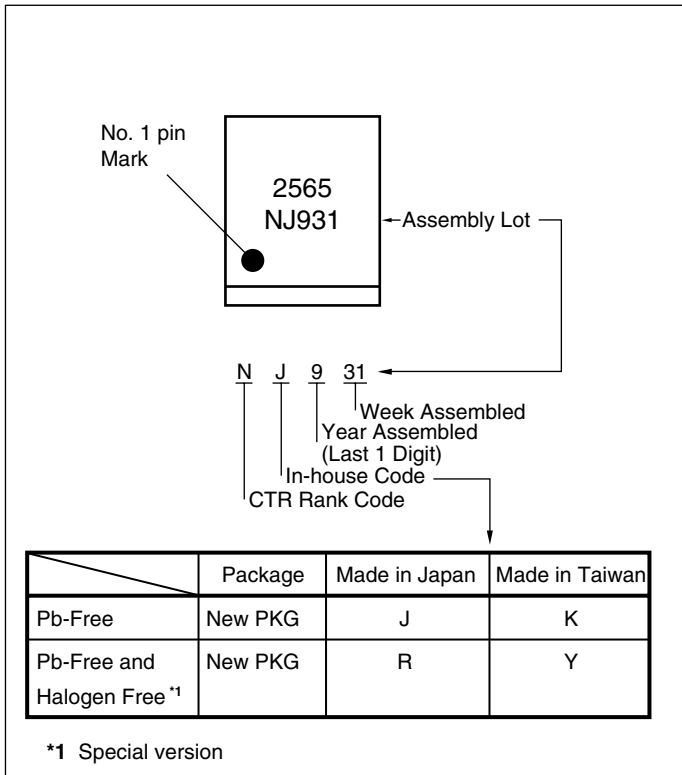 No. 1 pin
Mark
2565
NJ931
Assembly Lot
N J 9 31
Week Assembled
Year Assembled
(Last 1 Digit)
In-house Code
CTR Rank Code
Package Made in Japan Made in Taiwan
Pb-Free New PKG J K
Pb-Free and New PKG R Y
Halogen Free *1
*1 Special version